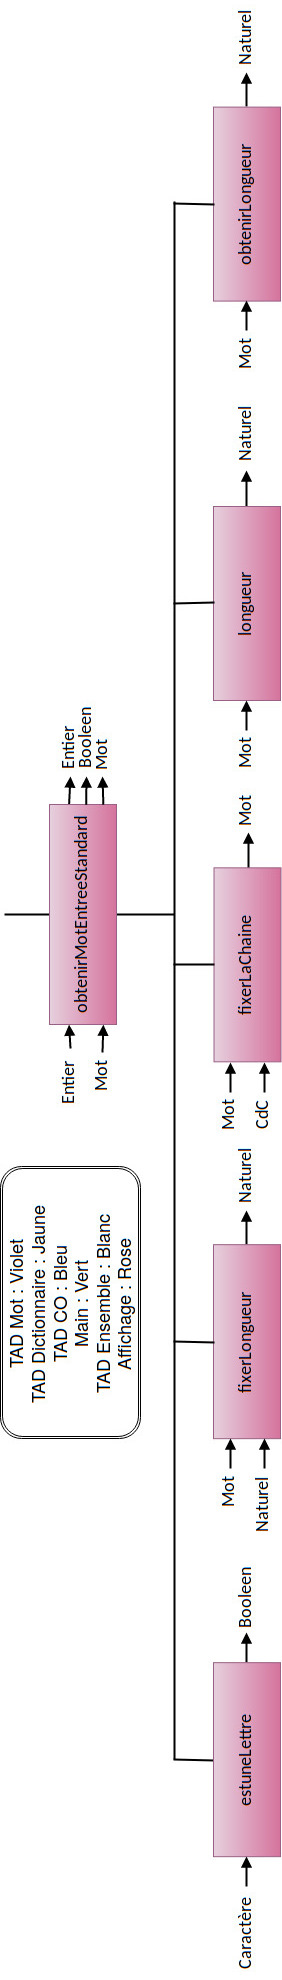 TAD Mot : Violet
TAD Dictionnaire : Jaune
TAD CO : Bleu
Main : Vert
TAD Ensemble : Blanc
Affichage : Rose
Entier
Mot
obtenirMotEntreeStandard
Entier
Booleen
Mot
Caractère
estuneLettre
Booleen
Mot
Naturel
fixerLongueur
Naturel
Mot
CdC
fixerLaChaine
Mot
Mot
longueur
Naturel
Mot
obtenirLongueur
Naturel